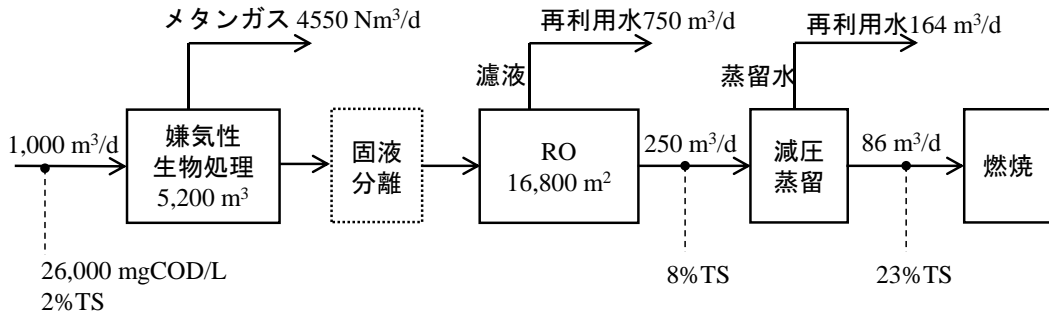 メタンガス 4550 Nm³/d
再利用水750 m³/d
再利用水164 m³/d
濾液
蒸留水
1,000 m³/d
嫌気性
生物処理
5,200 m³
固液
分離
RO
16,800 m²
250 m³/d
減圧
蒸留
86 m³/d
燃焼
26,000 mgCOD/L
2%TS
8%TS
23%TS